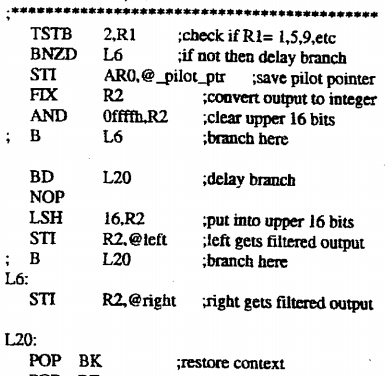 ;*********************************************
TSTB 2,R1 ;check if R1= 1,5,9,etc
BNZD L6 ;if not then delay branch
STI AR0,@_pilot_ptr ;save pilot pointer
FIX R2 ;convert output to integer
AND 0ffffh,R2 ;clear upper 16 bits
; B L6 ;branch here
BD L20 ;delay branch
NOP
LSH 16,R2 ;put into upper 16 bits
STI R2,@left ;left gets filtered output
; B L20 ;branch here
L6:
STI R2,@right ;right gets filtered output
L20:
POP BK ;restore context